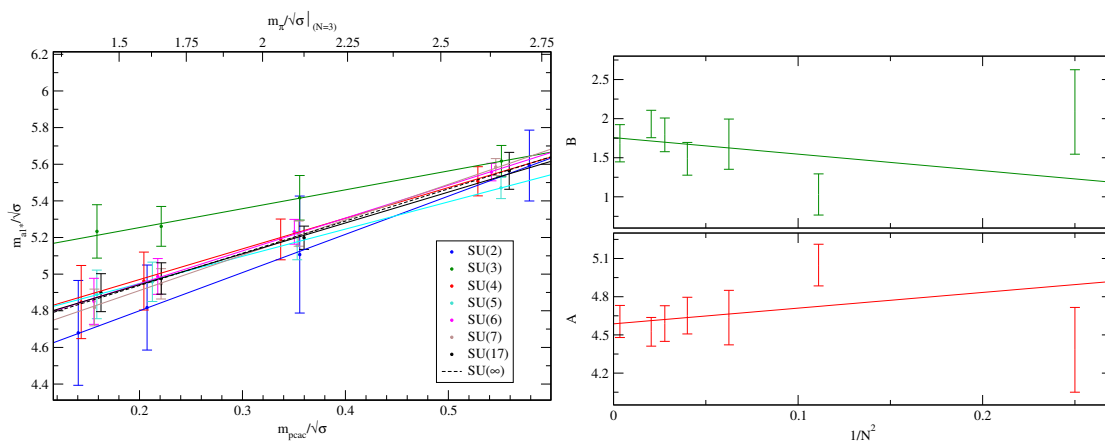 m_π/√σ|_(N=3)
1.5 1.75 2 2.25 2.5 2.75
6.2
6
5.8
5.6
5.4
5.2
5
4.8
4.6
4.4
m_a1*/√σ
0.2 0.3 0.4 0.5
m_pcac/√σ
SU(2)
SU(3)
SU(4)
SU(5)
SU(6)
SU(7)
SU(17)
SU(∞)
2.5
2
1.5
1
B
5.1
4.8
4.5
4.2
A
0 0.1 0.2
1/N²